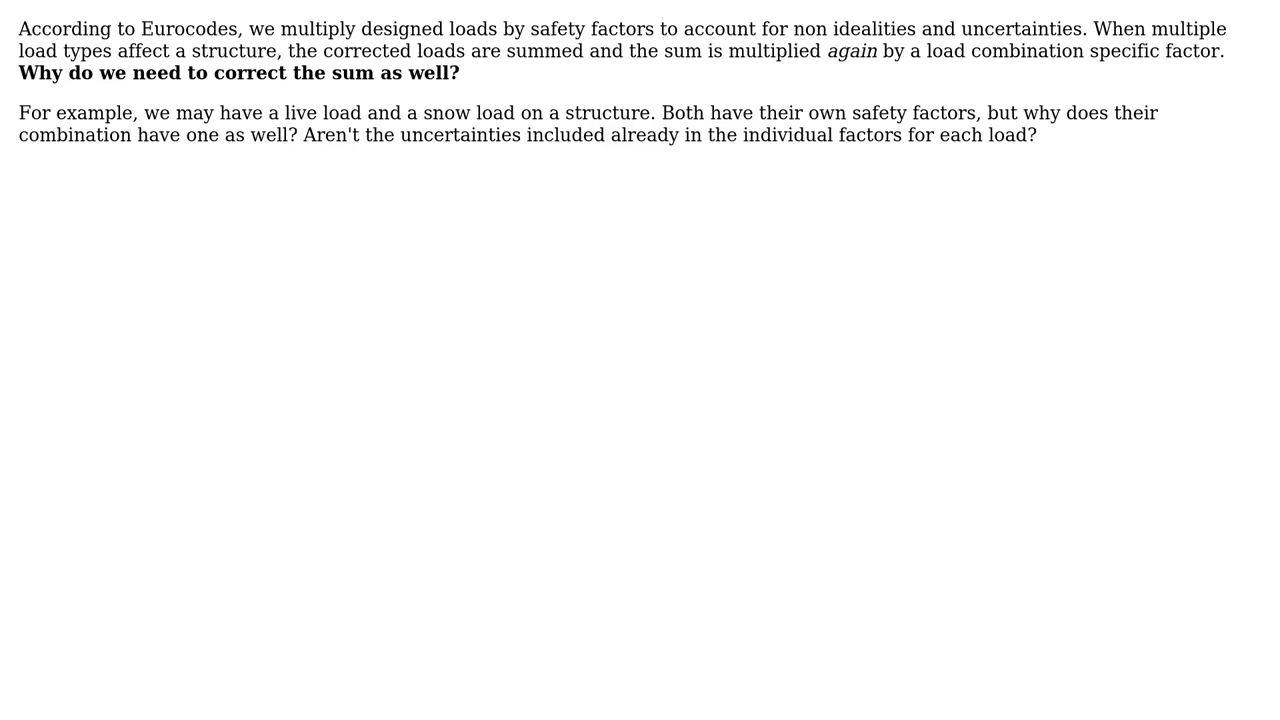 According to Eurocodes, we multiply designed loads by safety factors to account for non idealities and uncertainties. When multiple
load types affect a structure, the corrected loads are summed and the sum is multiplied again by a load combination specific factor.
Why do we need to correct the sum as well?
For example, we may have a live load and a snow load on a structure. Both have their own safety factors, but why does their
combination have one as well? Aren't the uncertainties included already in the individual factors for each load?